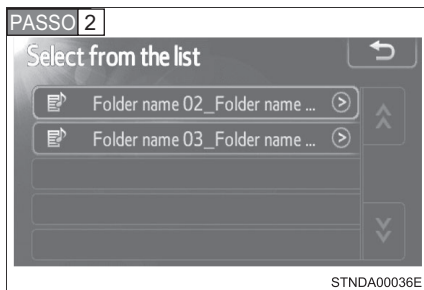 PASSO 2
Select from the list
Folder name 02_Folder name ...
Folder name 03_Folder name ...
STNDA00036E